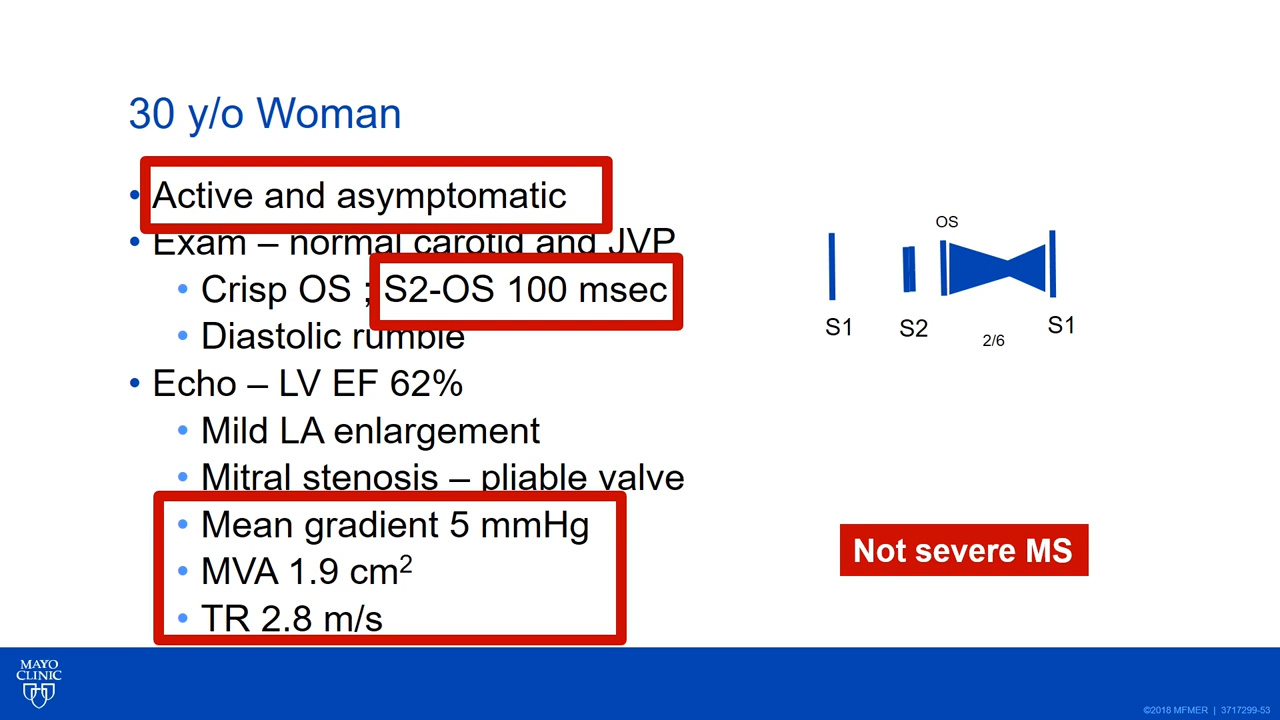 30 y/o Woman
• Active and asymptomatic
• Exam – normal carotid and JVP
• Crisp OS ; S2-OS 100 msec
• Diastolic rumble
• Echo – LV EF 62%
• Mild LA enlargement
• Mitral stenosis – pliable valve
• Mean gradient 5 mmHg
• MVA 1.9 cm²
• TR 2.8 m/s
OS
S1
S2
2/6
S1
Not severe MS
MAYO
CLINIC
©2018 MFMER | 3717299-53